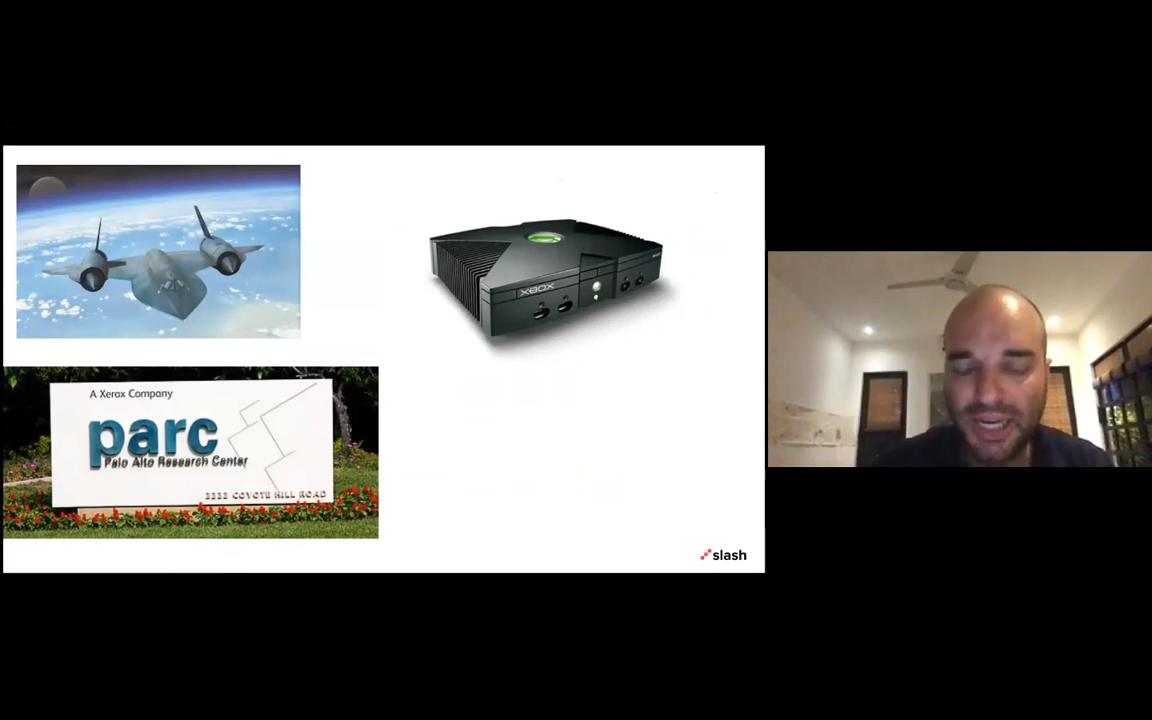 A Xerox Company
parc
Palo Alto Research Center
3333 COYOTE HILL ROAD
XBOX
slash